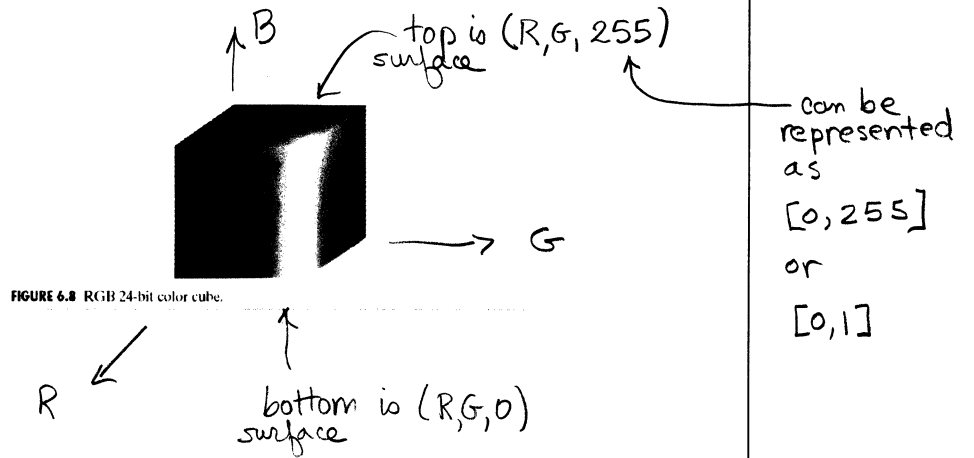 B
top is (R,G, 255)
surface
can be
represented
as
[0,255]
or
[0,1]
G
FIGURE 6.8 RGB 24-bit color cube.
R
bottom is (R,G,0)
surface